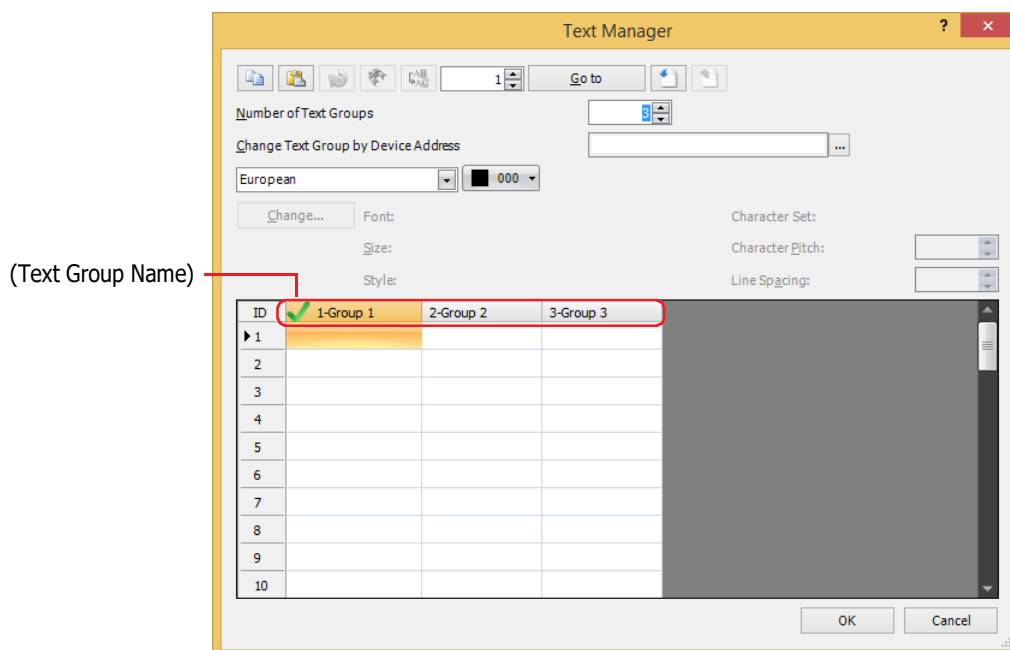 Text Manager
?
1
Go to
Number of Text Groups
3
Change Text Group by Device Address
...
European
000
Change...
Font:
Character Set:
Size:
Character Pitch:
(Text Group Name)
Style:
Line Spacing:
ID 1-Group 1 2-Group 2 3-Group 3
1
2
3
4
5
6
7
8
9
10
OK Cancel